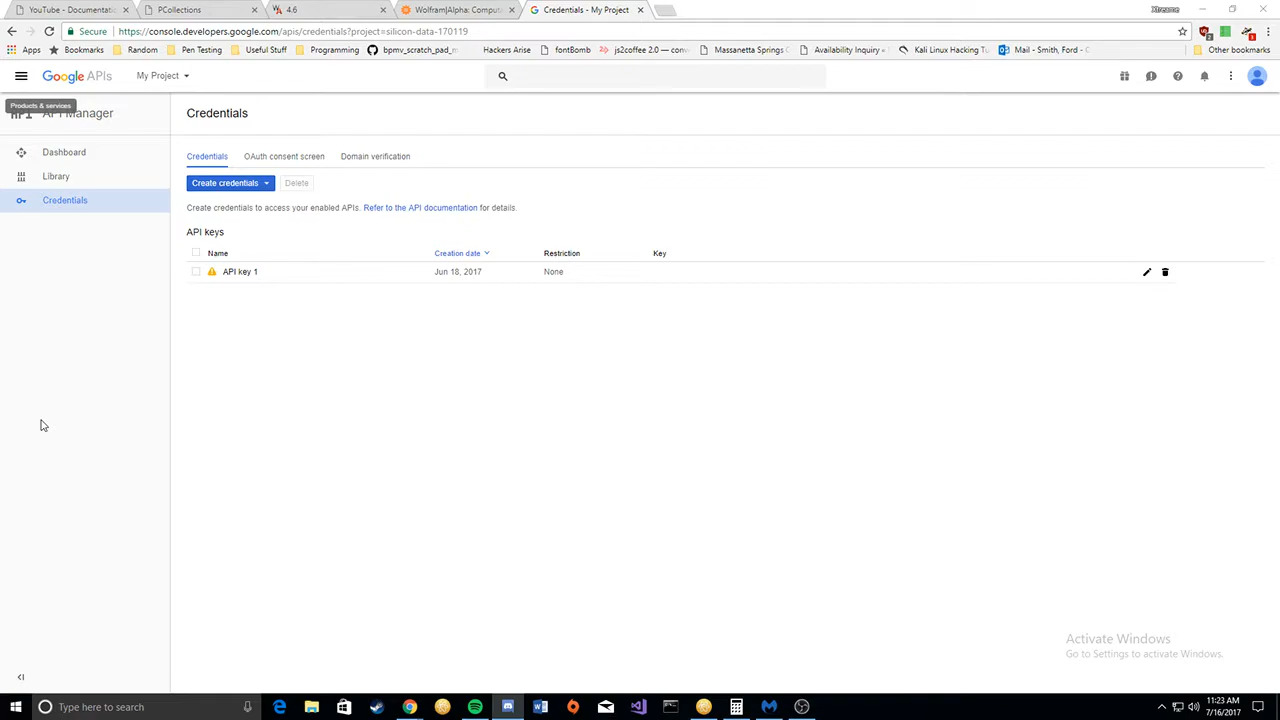 YouTube - Documentatio
PCollections
4.6
Wolfram|Alpha: Computa
Credentials - My Project
Xtreme
Secure
https://console.developers.google.com/apis/credentials?project=silicon-data-170119
Apps
Bookmarks
Random
Pen Testing
Useful Stuff
Programming
bpmv_scratch_pad_m
Hackers Arise
fontBomb
js2coffee 2.0 — conv
Massanetta Springs C
Availability Inquiry »
Kali Linux Hacking Tu
Mail - Smith, Ford - C
Other bookmarks
Google APIs
My Project
Products & services
API Manager
Credentials
Dashboard
Library
Credentials
Credentials
OAuth consent screen
Domain verification
Create credentials
Delete
Create credentials to access your enabled APIs. Refer to the API documentation for details.
API keys
Name
Creation date
Restriction
Key
API key 1
Jun 18, 2017
None
Activate Windows
Go to Settings to activate Windows.
Type here to search
11:23 AM
7/16/2017